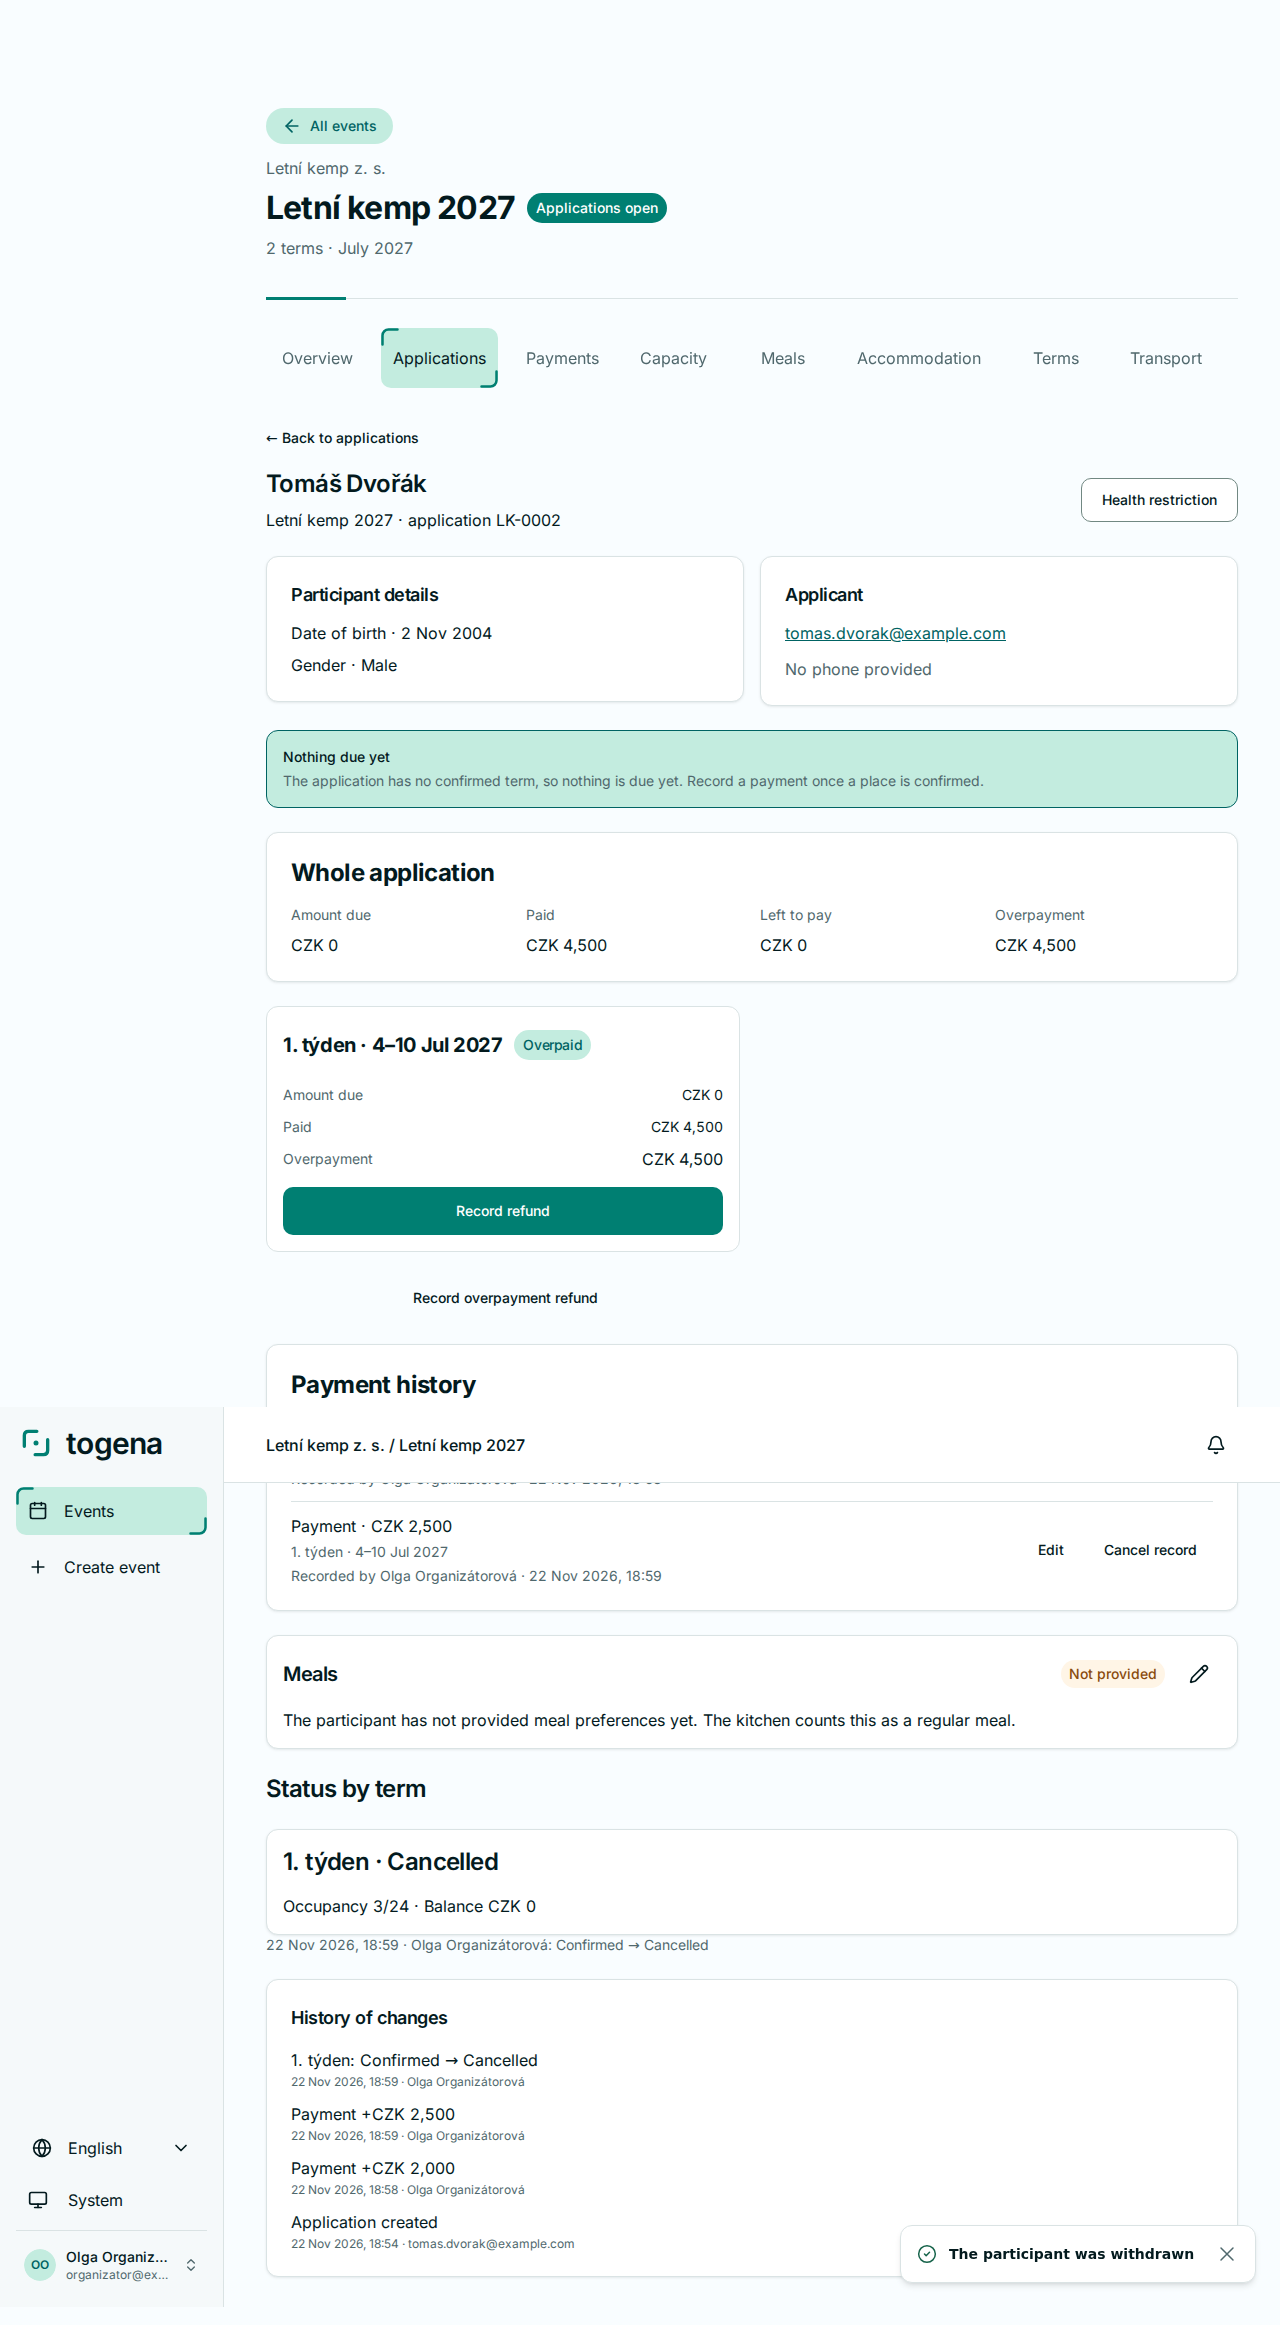 All events
Letní kemp z. s.
Letní kemp 2027 Applications open
2 terms · July 2027
Overview Applications Payments Capacity Meals Accommodation Terms Transport
← Back to applications
Tomáš Dvořák
Letní kemp 2027 · application LK-0002
Health restriction
Participant details
Date of birth · 2 Nov 2004
Gender · Male
Applicant
tomas.dvorak@example.com
No phone provided
Nothing due yet
The application has no confirmed term, so nothing is due yet. Record a payment once a place is confirmed.
Whole application
Amount due Paid Left to pay Overpayment
CZK 0 CZK 4,500 CZK 0 CZK 4,500
1. týden · 4–10 Jul 2027 Overpaid
Amount due CZK 0
Paid CZK 4,500
Overpayment CZK 4,500
Record refund
Record overpayment refund
Payment history
togena
Letní kemp z. s. / Letní kemp 2027
Events
Create event
Payment · CZK 2,500
1. týden · 4–10 Jul 2027
Recorded by Olga Organizátorová · 22 Nov 2026, 18:59
Edit Cancel record
Meals Not provided
The participant has not provided meal preferences yet. The kitchen counts this as a regular meal.
Status by term
1. týden · Cancelled
Occupancy 3/24 · Balance CZK 0
22 Nov 2026, 18:59 · Olga Organizátorová: Confirmed → Cancelled
History of changes
1. týden: Confirmed → Cancelled
22 Nov 2026, 18:59 · Olga Organizátorová
Payment +CZK 2,500
22 Nov 2026, 18:59 · Olga Organizátorová
Payment +CZK 2,000
22 Nov 2026, 18:58 · Olga Organizátorová
Application created
22 Nov 2026, 18:54 · tomas.dvorak@example.com
English
System
OO Olga Organiz...
organizator@ex...
The participant was withdrawn